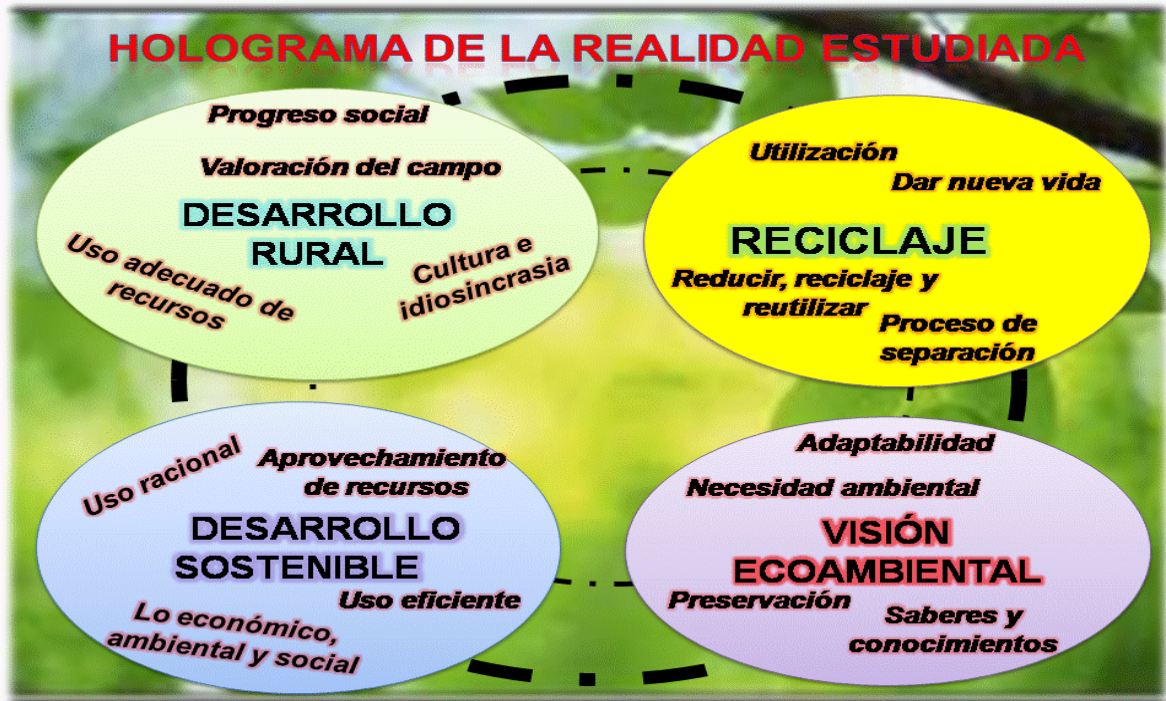 HOLOGRAMA DE LA REALIDAD ESTUDIADA
Progreso social
Valoración del campo
DESARROLLO
RURAL
Uso adecuado de
recursos
Cultura e
idiosincrasia
Utilización
Dar nueva vida
RECICLAJE
Reducir, reciclaje y
reutilizar
Proceso de
separación
Uso racional
Aprovechamiento
de recursos
DESARROLLO
SOSTENIBLE
Uso eficiente
Lo económico,
ambiental y social
Adaptabilidad
Necesidad ambiental
VISIÓN
ECOAMBIENTAL
Preservación
Saberes y
conocimientos